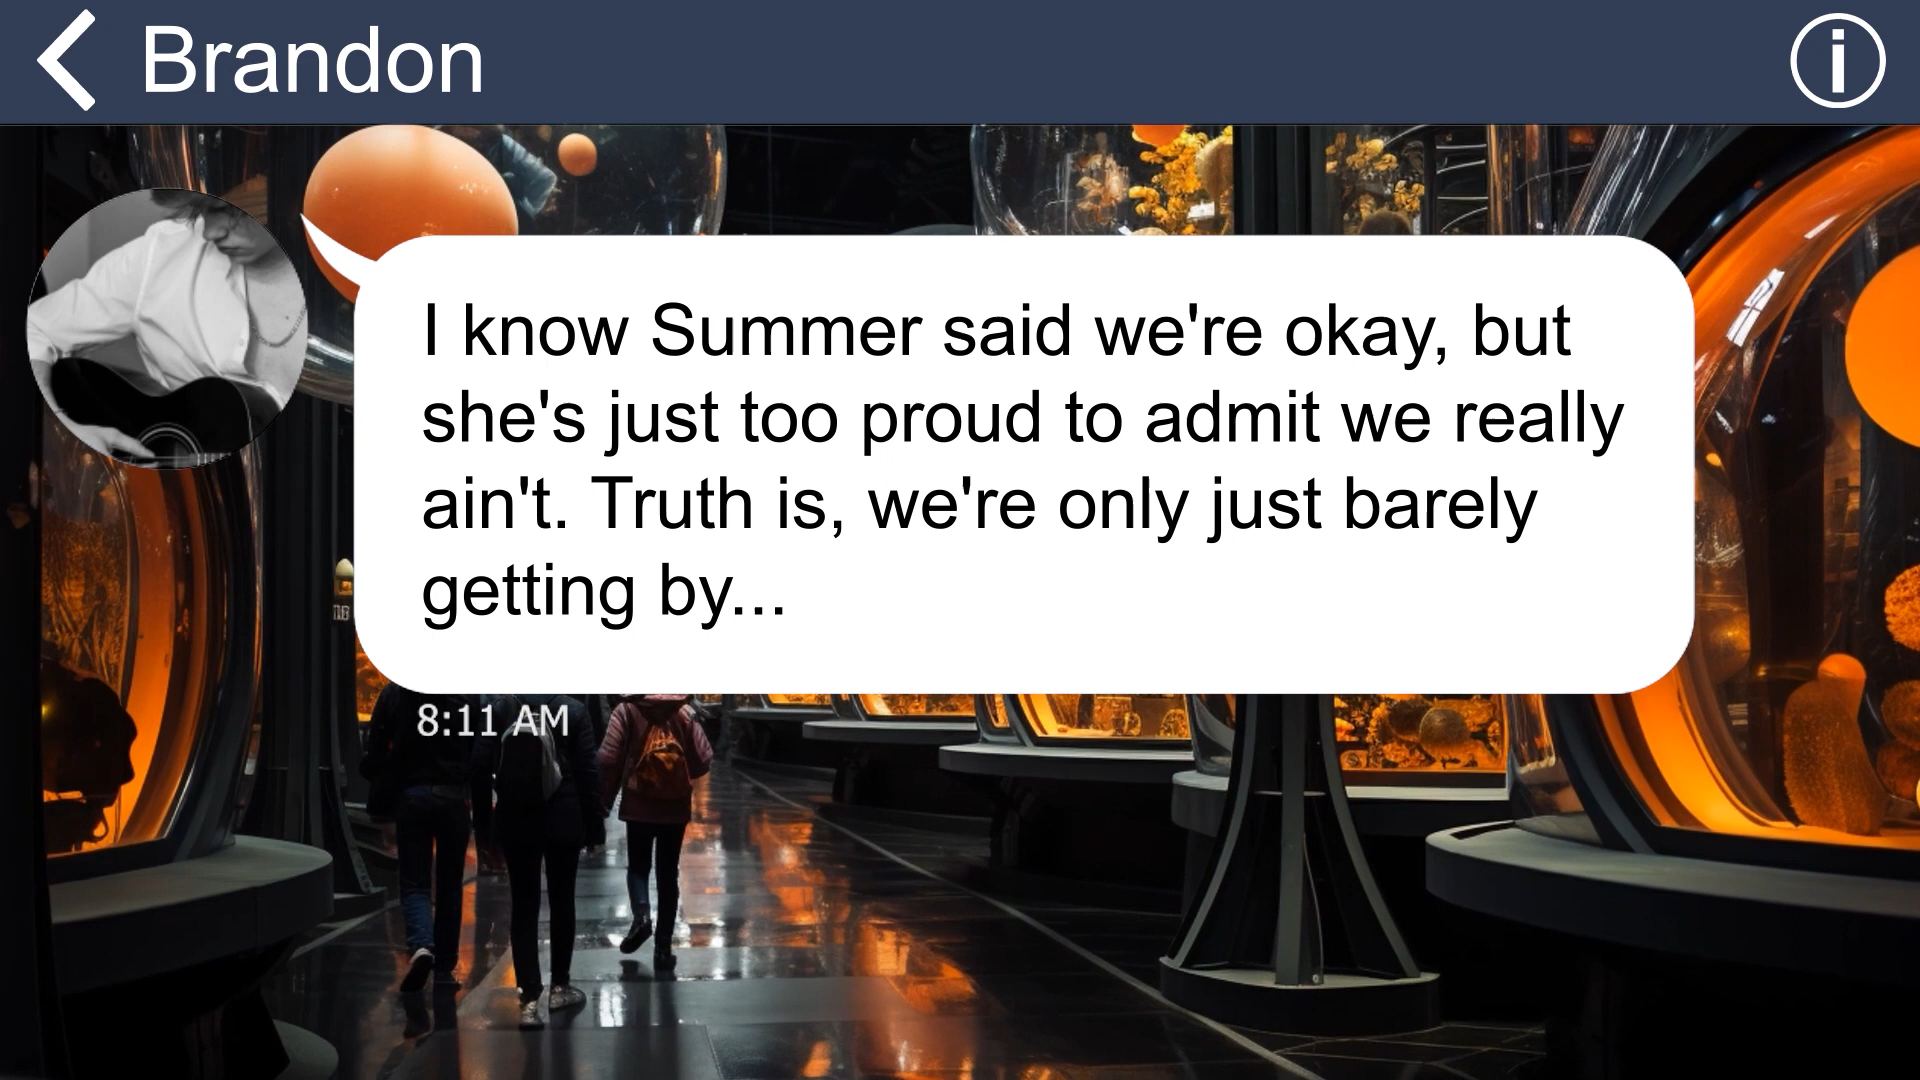 Brandon
I know Summer said we're okay, but
she's just too proud to admit we really
ain't. Truth is, we're only just barely
getting by...
8:11 AM